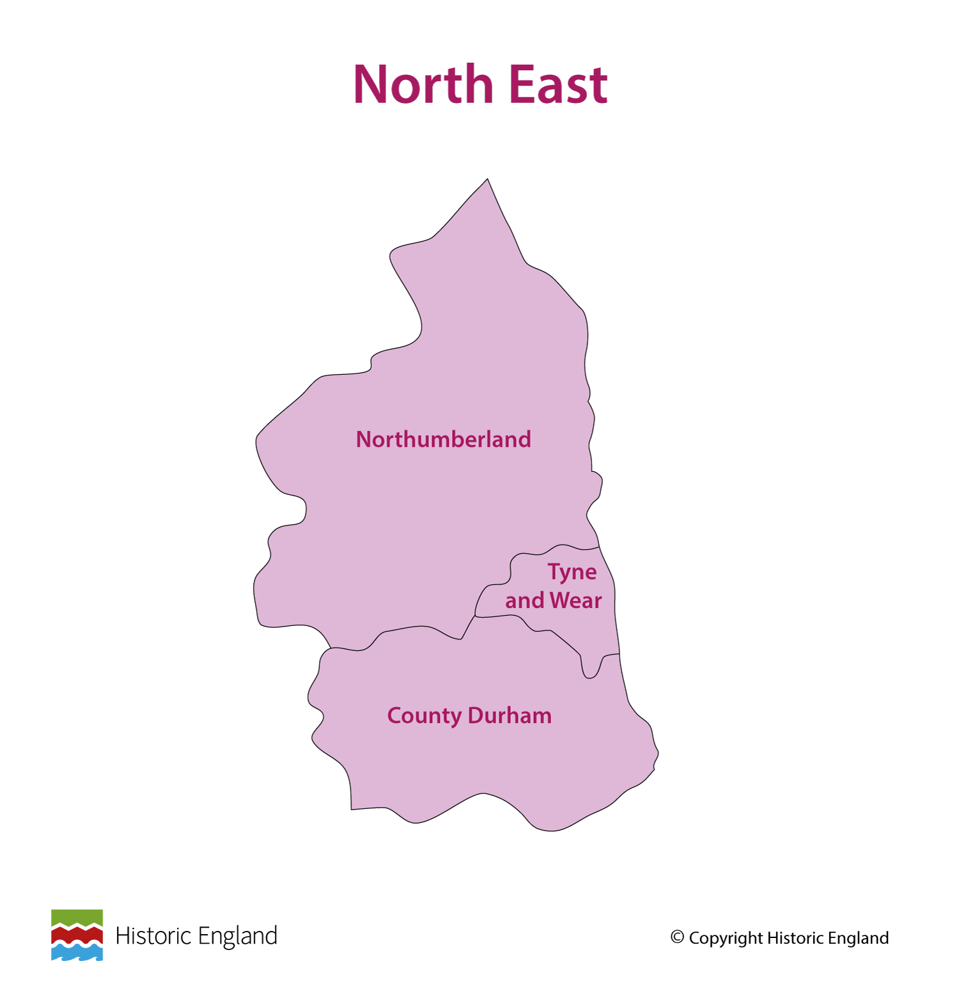 North East
Northumberland
Tyne
and Wear
County Durham
Historic England
© Copyright Historic England